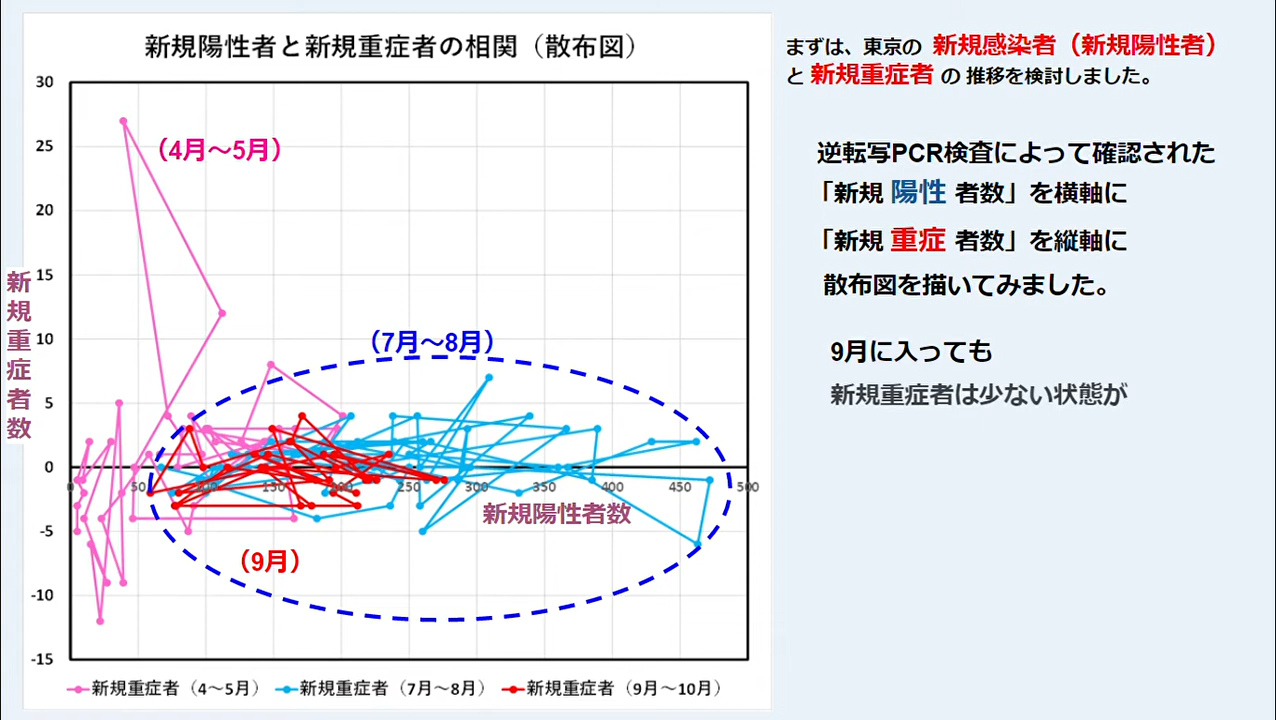 新規陽性者と新規重症者の相関（散布図）
30
25
20
15
10
5
0
-5
-10
-15
0
50
100
150
200
250
300
350
400
450
500
新規重症者数
新規陽性者数
（4月～5月）
（7月～8月）
（9月）
新規重症者（4～5月）
新規重症者（7月～8月）
新規重症者（9月～10月）
まずは、東京の 新規感染者（新規陽性者）
と 新規重症者 の 推移を検討しました。
逆転写PCR検査によって確認された
「新規 陽性 者数」を横軸に
「新規 重症 者数」を縦軸に
散布図を描いてみました。
9月に入っても
新規重症者は少ない状態が